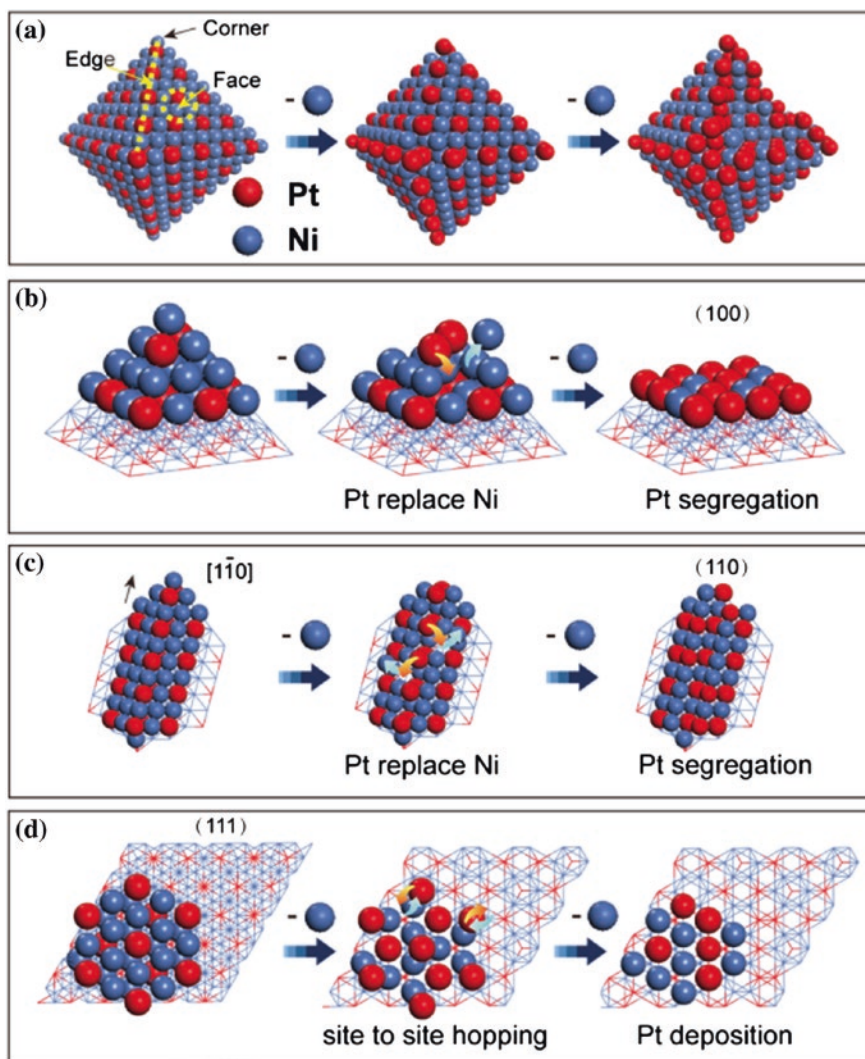 (a)
Corner
Edge
Face
-
-
Pt
Ni
(b)
(100)
-
-
Pt replace Ni
Pt segregation
(c)
[11̄0]
(110)
-
-
Pt replace Ni
Pt segregation
(d)
(111)
-
-
site to site hopping
Pt deposition